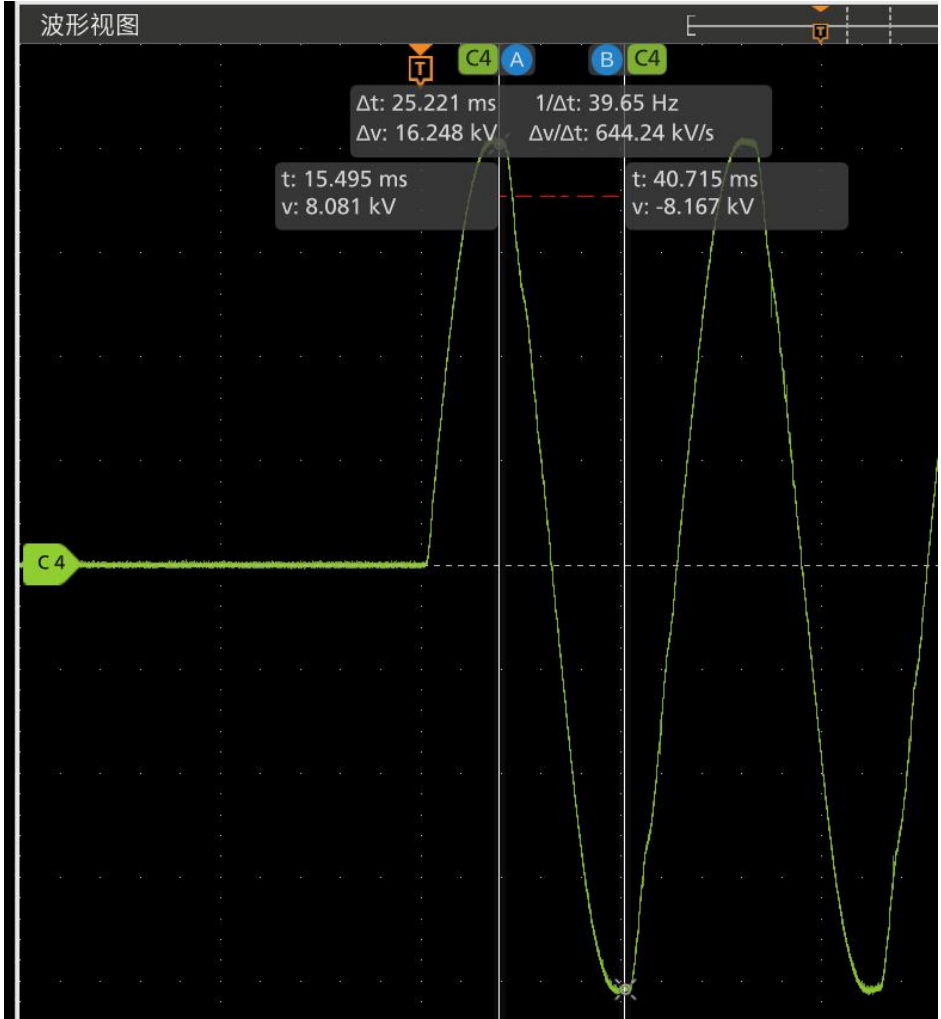 波形视图
T
T
C4 A B C4
Δt: 25.221 ms 1/Δt: 39.65 Hz
Δv: 16.248 kV Δv/Δt: 644.24 kV/s
t: 15.495 ms
v: 8.081 kV
t: 40.715 ms
v: -8.167 kV
C 4